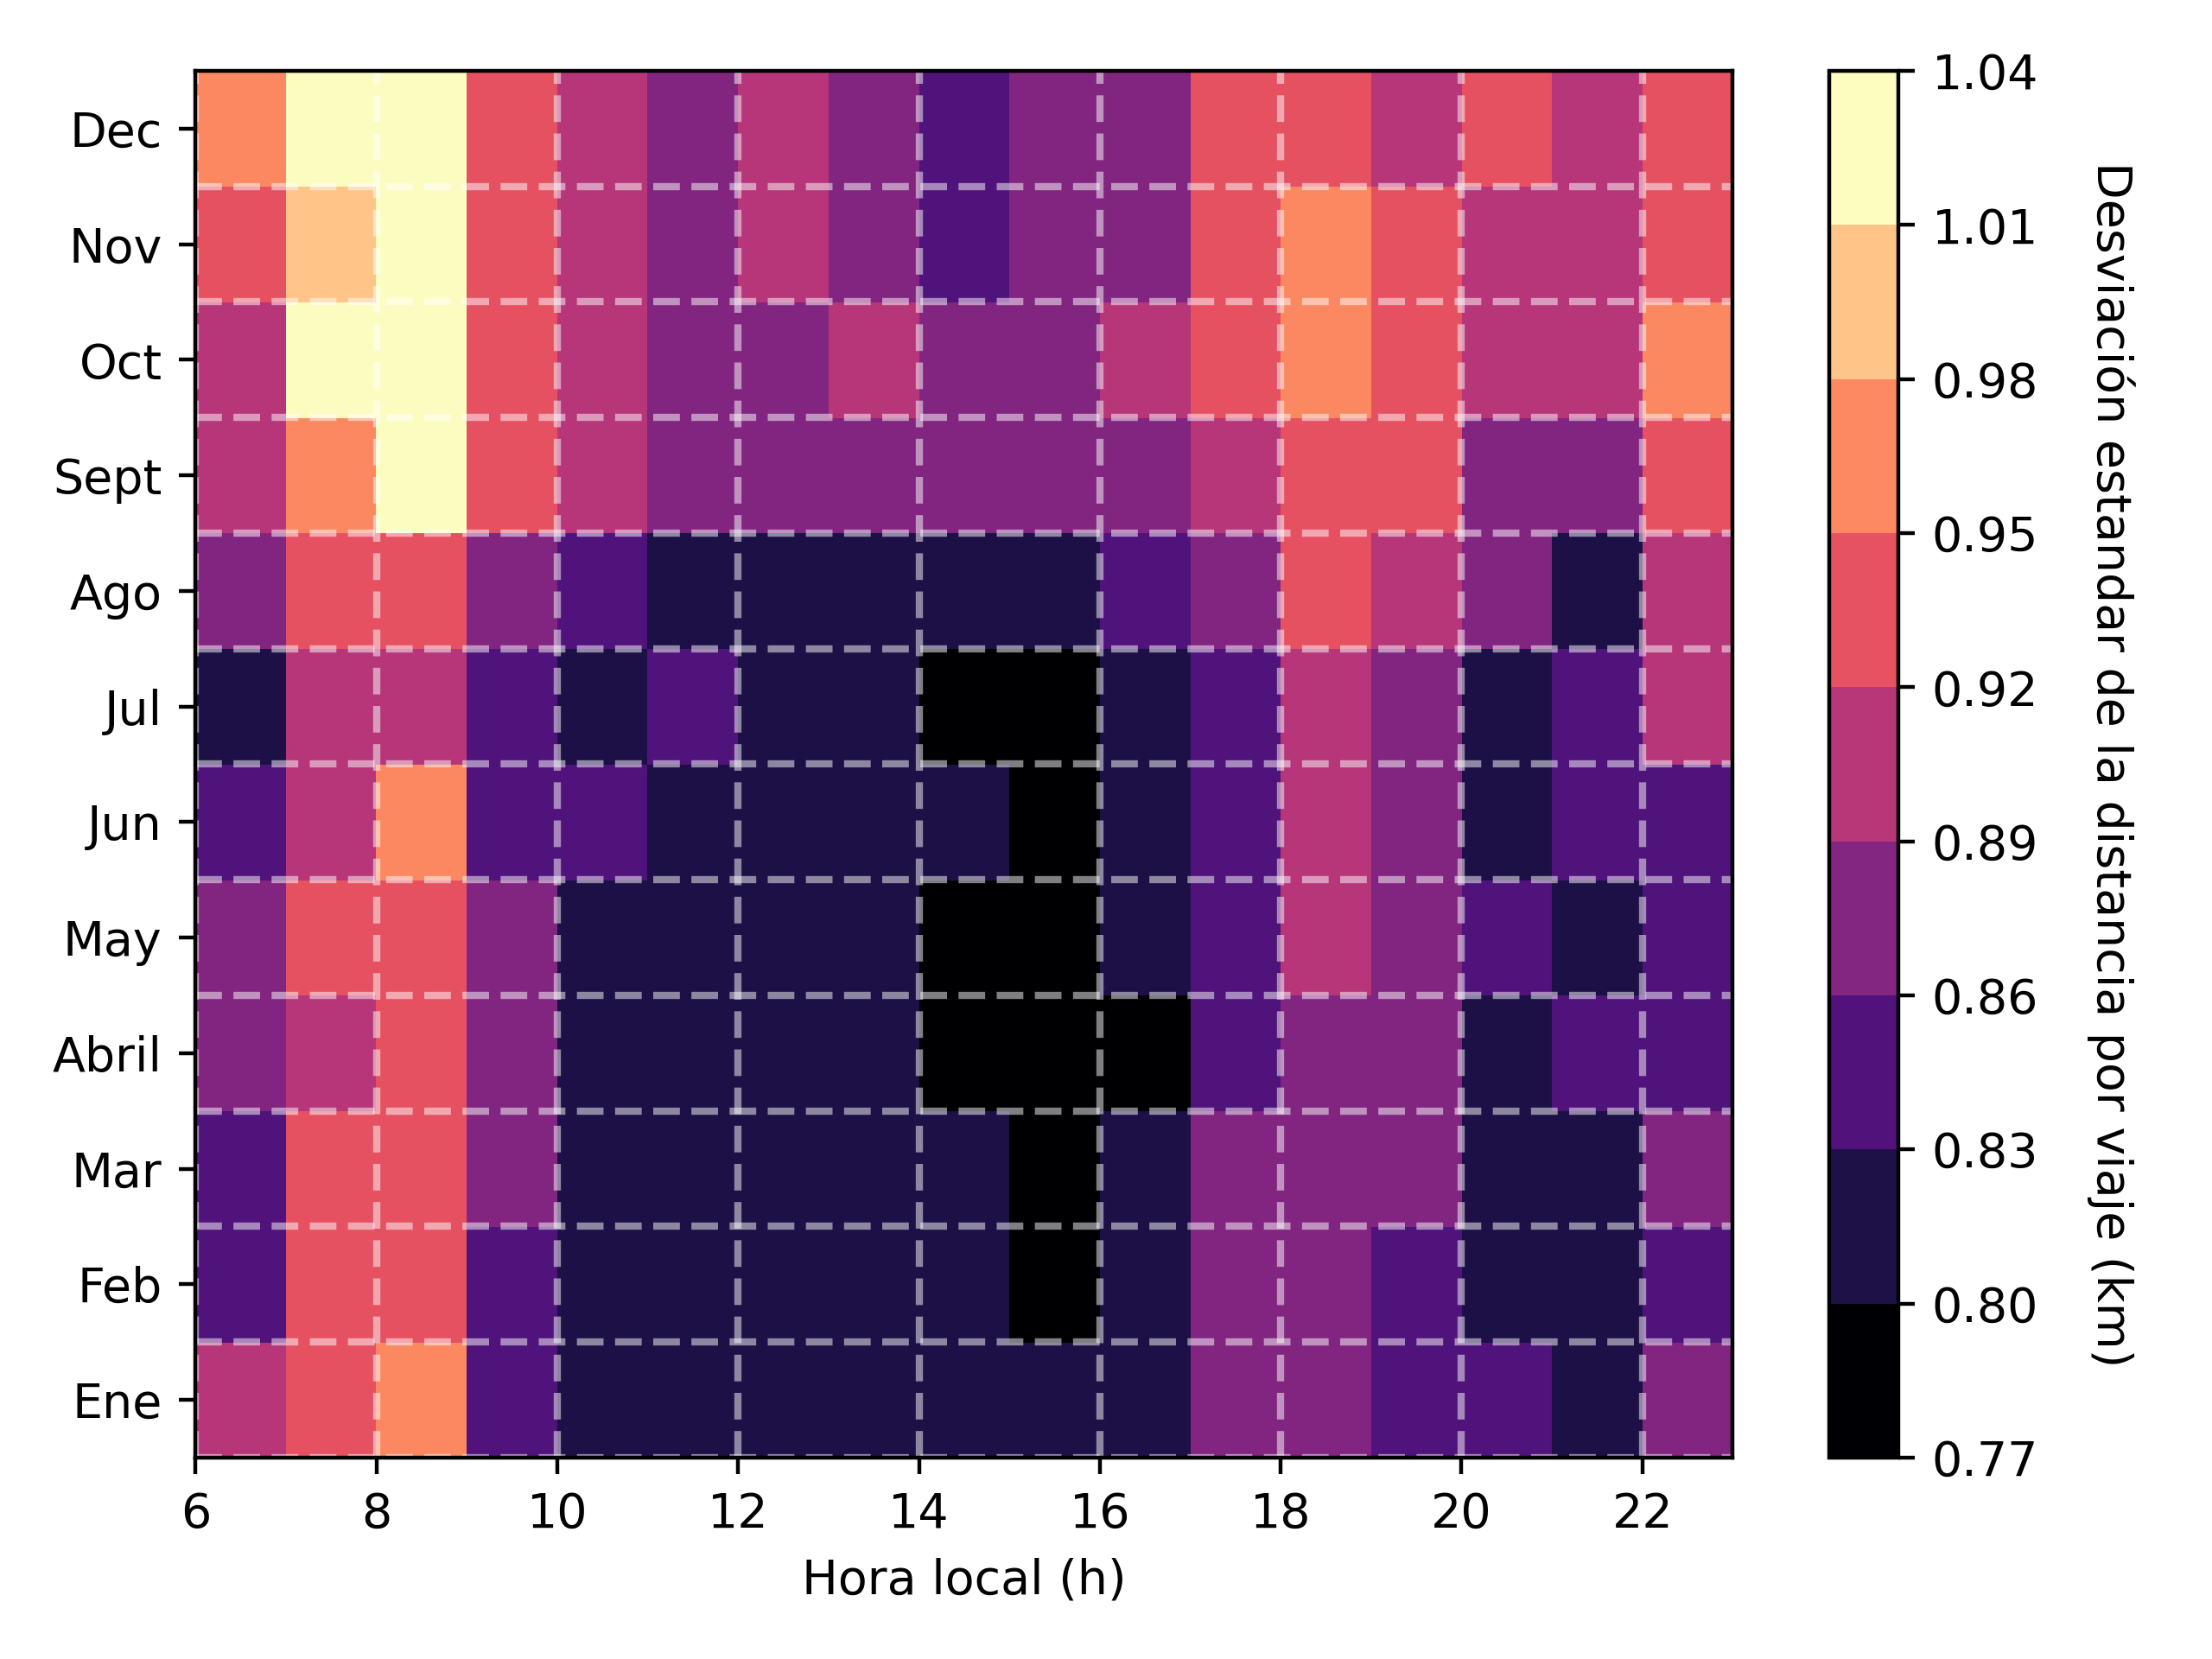 Dec
Nov
Oct
Sept
Ago
Jul
Jun
May
Abril
Mar
Feb
Ene
6 8 10 12 14 16 18 20 22
Hora local (h)
1.04
1.01
0.98
0.95
0.92
0.89
0.86
0.83
0.80
0.77
Desviación estandar de la distancia por viaje (km)